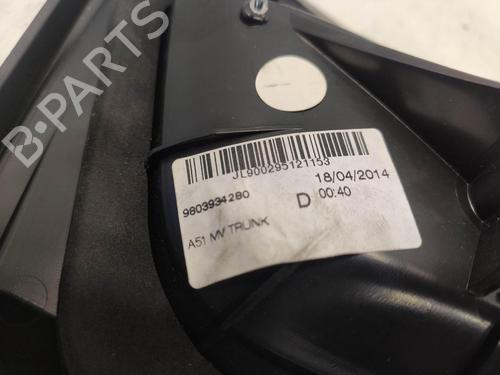 B-PARTS
JL900295121153
9803934280
D
18/04/2014
00:40
A51 MV TRUNK